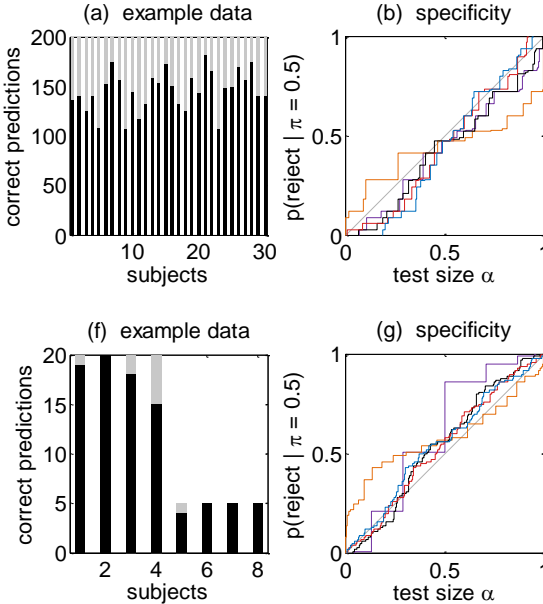 (a) example data
(b) specificity
correct predictions
200
150
100
50
0
10 20 30
subjects
p(reject | π = 0.5)
1
0.5
0
0 0.5 1
test size α
(f) example data
(g) specificity
correct predictions
20
15
10
5
0
2 4 6 8
subjects
p(reject | π = 0.5)
1
0.5
0
0 0.5 1
test size α